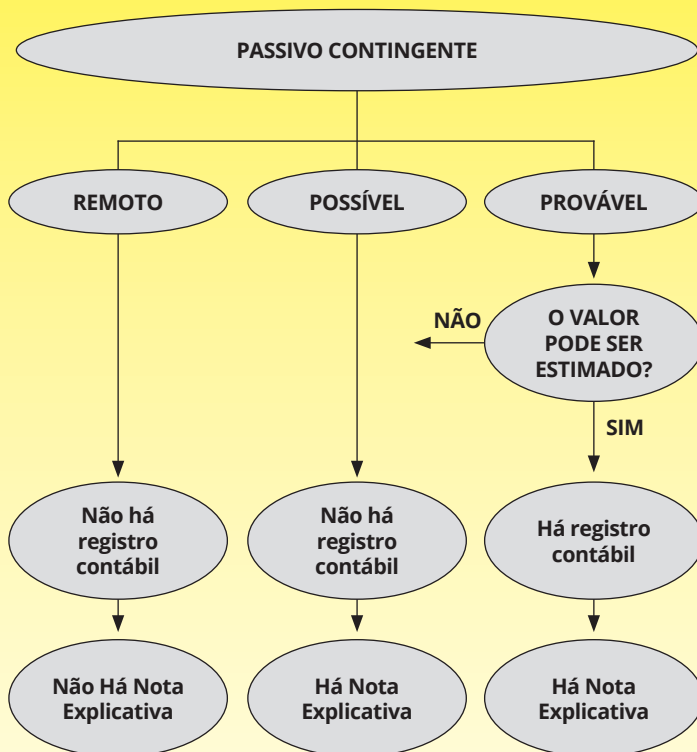 PASSIVO CONTINGENTE
REMOTO
POSSÍVEL
PROVÁVEL
NÃO
O VALOR
PODE SER
ESTIMADO?
SIM
Não há
registro
contábil
Não há
registro
contábil
Há registro
contábil
Não Há Nota
Explicativa
Há Nota
Explicativa
Há Nota
Explicativa